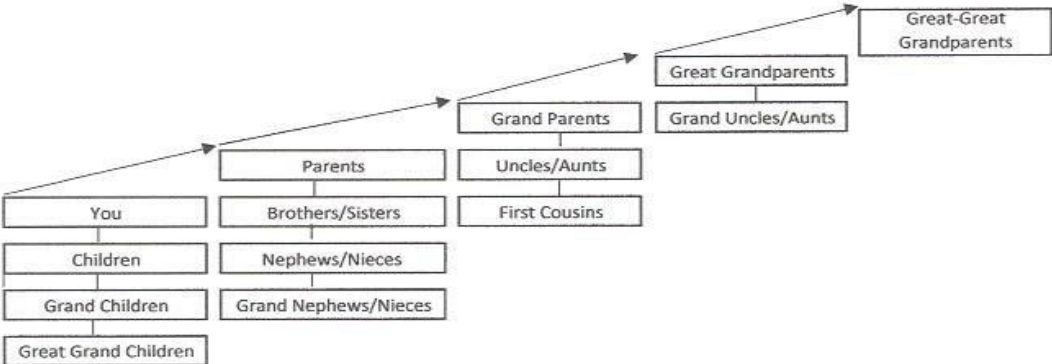 Great-Great
Grandparents
Great Grandparents
Grand Uncles/Aunts
Grand Parents
Uncles/Aunts
First Cousins
Parents
Brothers/Sisters
Nephews/Nieces
Grand Nephews/Nieces
You
Children
Grand Children
Great Grand Children